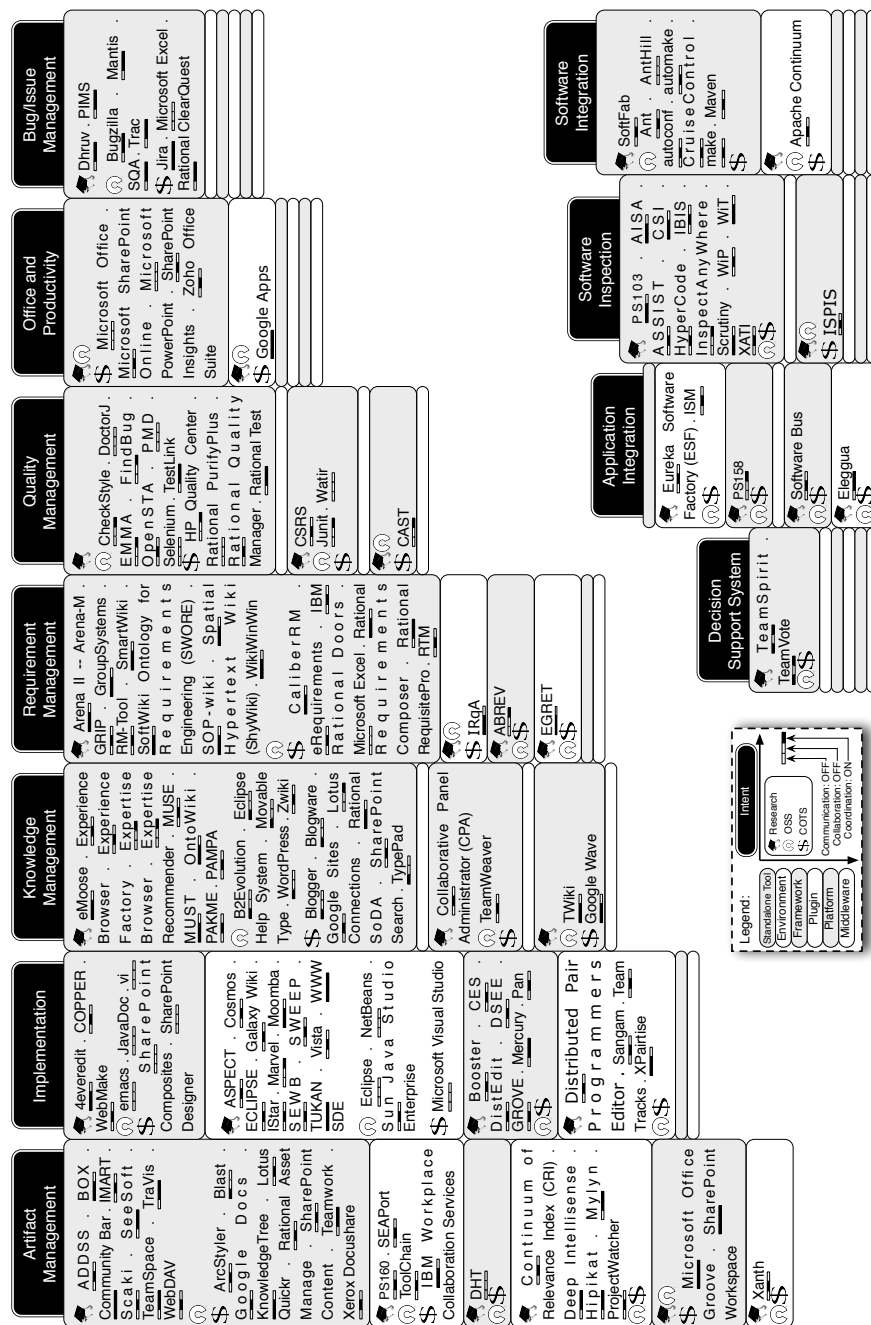 Artifact
Management
ADDSS . BOX .
Community Bar . IMART .
Scaki . SeeSoft .
TeamSpace . TraVis .
WebDAV
ArcStyler . Blast .
Google Docs .
KnowledgeTree . Lotus
Quickr . Rational Asset
Manage . SharePoint
Content . Teamwork .
Xerox Docushare
PS160 . SEAPort
ToolChain
$ IBM Workplace
Collaboration Services
DHT
Continuum of
Relevance Index (CRI) .
Deep Intellisense .
Hipikat . Mylyn .
ProjectWatcher
$ Microsoft Office
Groove . SharePoint
Workspace
Xanth
Implementation
4everedit . COPPER .
WebMake
emacs . JavaDoc . vi
$ SharePoint
Composites . SharePoint
Designer
ASPECT . Cosmos .
ECLIPSE . Galaxy Wiki .
IStar . Marvel . Moomba .
SEWB . SWEEP .
TUKAN . Vista . WWW
SDE
Eclipse . NetBeans .
Sun Java Studio
Enterprise
$ Microsoft Visual Studio
Booster . CES .
DistEdit . DSEE .
GROVE . Mercury . Pan
Distributed Pair
Programmers
Editor . Sangam . Team
Tracks . XPairtise
Knowledge
Management
eMoose . Experience
Browser . Experience
Factory . Expertise
Browser . Expertise
Recommender . MUSE .
MUST . OntoWiki .
PAKME . PAMPA
B2Evolution . Eclipse
Help System . Movable
Type . WordPress . Zwiki
$ Blogger . Blogware .
Google Sites . Lotus
Connections . Rational
SoDA . SharePoint
Search . TypePad
Collaborative Panel
Administrator (CPA) .
TeamWeaver
TWiki
$ Google Wave
Requirement
Management
Arena II -- Arena-M .
GRIP . GroupSystems .
RM-Tool . SmartWiki .
SoftWiki Ontology for
Requirements
Engineering (SWORE) .
SOP-wiki . Spatial
Hypertext Wiki
(ShyWiki) . WikiWinWin
$ CaliberRM .
eRequirements . IBM
Rational Doors .
Microsoft Excel . Rational
Requirements
Composer . Rational
RequisitePro . RTM
$ IRqA
ABREV
EGRET
Quality
Management
CheckStyle . DoctorJ .
EMMA . FindBug .
OpenSTA . PMD .
Selenium . TestLink
$ HP Quality Center .
Rational PurifyPlus .
Rational Quality
Manager . Rational Test
CSRS
Junit . Watir
$ CAST
Office and
Productivity
$ Microsoft Office .
Microsoft SharePoint
Online . Microsoft
PowerPoint . SharePoint
Insights . Zoho Office
Suite
$ Google Apps
Bug/Issue
Management
Dhruv . PIMS
Bugzilla . Mantis .
SQA . Trac
$ Jira . Microsoft Excel .
Rational ClearQuest
Legend:
Standalone Tool
Environment
Framework
Plugin
Platform
Middleware
Intent
Research
OSS
$ COTS
Communication: OFF
Collaboration: OFF
Coordination: ON
Decision
Support System
TeamSpirit .
TeamVote
Application
Integration
Eureka Software
Factory (ESF) . ISM
PS158
Software Bus
Eleggua
Software
Inspection
PS103 . AISA .
ASSIST . CSI .
HyperCode . IBIS .
InspectAnyWhere .
Scrutiny . WiP . WiT .
XATI
$ ISPIS
Software
Integration
SoftFab
Ant . AntHill .
autoconf . automake .
CruiseControl .
make . Maven
$
Apache Continuum
$